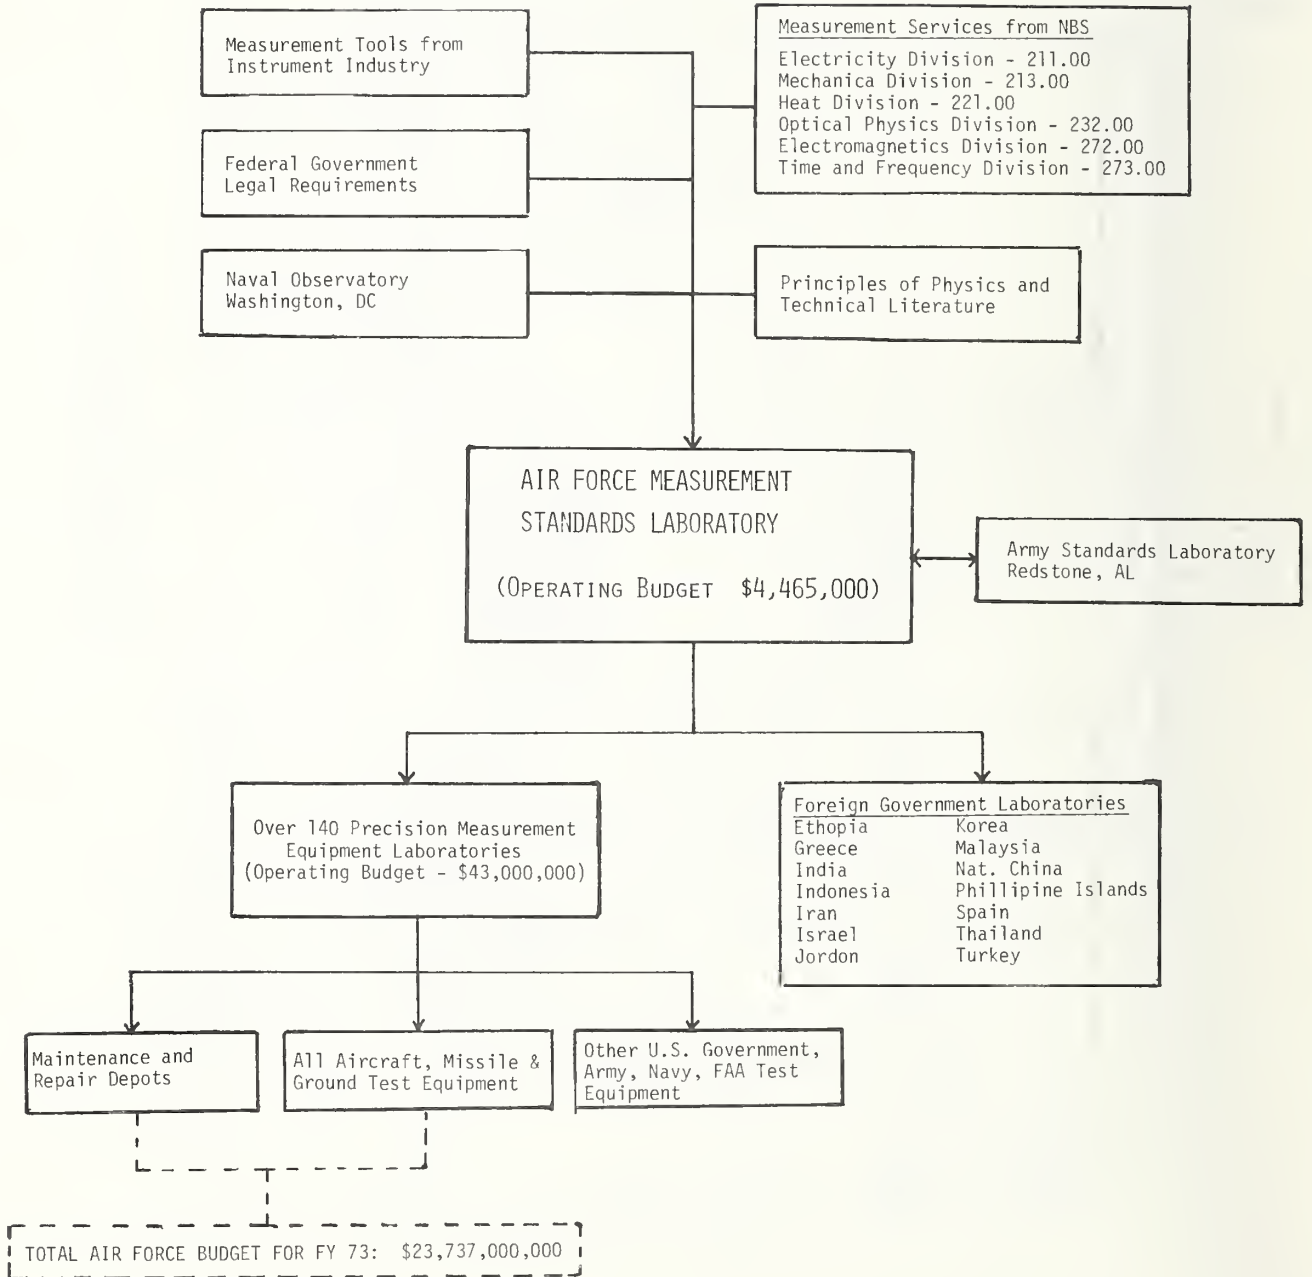 Measurement Tools from
Instrument Industry
Measurement Services from NBS
Electricity Division - 211.00
Mechanica Division - 213.00
Heat Division - 221.00
Optical Physics Division - 232.00
Electromagnetics Division - 272.00
Time and Frequency Division - 273.00
Federal Government
Legal Requirements
Naval Observatory
Washington, DC
Principles of Physics and
Technical Literature
AIR FORCE MEASUREMENT
STANDARDS LABORATORY
(OPERATING BUDGET $4,465,000)
Army Standards Laboratory
Redstone, AL
Over 140 Precision Measurement
Equipment Laboratories
(Operating Budget - $43,000,000)
Foreign Government Laboratories
Ethopia Korea
Greece Malaysia
India Nat. China
Indonesia Phillipine Islands
Iran Spain
Israel Thailand
Jordon Turkey
Maintenance and
Repair Depots
All Aircraft, Missile &
Ground Test Equipment
Other U.S. Government,
Army, Navy, FAA Test
Equipment
TOTAL AIR FORCE BUDGET FOR FY 73: $23,737,000,000